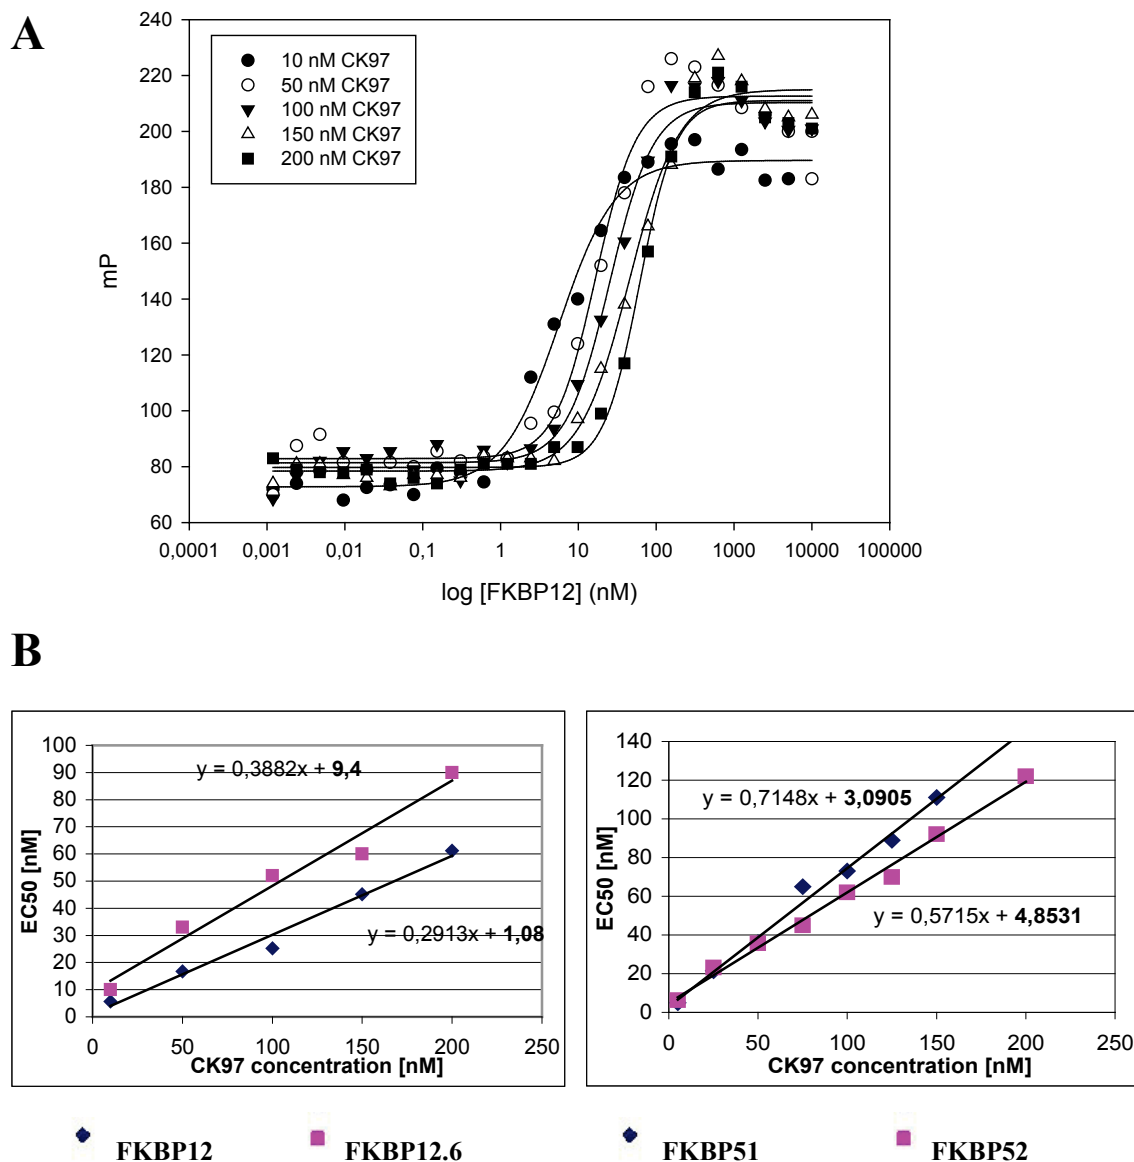 A
240
220
200
180
160
140
120
100
80
60
mP
10 nM CK97
50 nM CK97
100 nM CK97
150 nM CK97
200 nM CK97
0,0001 0,001 0,01 0,1 1 10 100 1000 10000 100000
log [FKBP12] (nM)
B
100
90
80
70
60
50
40
30
20
10
0
EC50 [nM]
y = 0,3882x + 9,4
y = 0,2913x + 1,08
0 50 100 150 200 250
CK97 concentration [nM]
140
120
100
80
60
40
20
0
EC50 [nM]
y = 0,7148x + 3,0905
y = 0,5715x + 4,8531
0 50 100 150 200 250
CK97 concentration [nM]
FKBP12 FKBP12.6 FKBP51 FKBP52